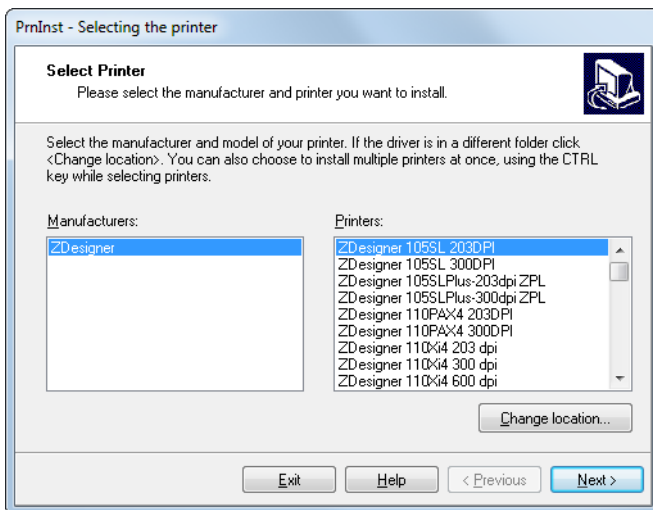 PrnInst - Selecting the printer
Select Printer
Please select the manufacturer and printer you want to install.
Select the manufacturer and model of your printer. If the driver is in a different folder click
<Change location>. You can also choose to install multiple printers at once, using the CTRL
key while selecting printers.
Manufacturers:
ZDesigner
Printers:
ZDesigner 105SL 203DPI
ZDesigner 105SL 300DPI
ZDesigner 105SLPlus-203dpi ZPL
ZDesigner 105SLPlus-300dpi ZPL
ZDesigner 110PAX4 203DPI
ZDesigner 110PAX4 300DPI
ZDesigner 110Xi4 203 dpi
ZDesigner 110Xi4 300 dpi
ZDesigner 110Xi4 600 dpi
Change location...
Exit
Help
< Previous
Next >